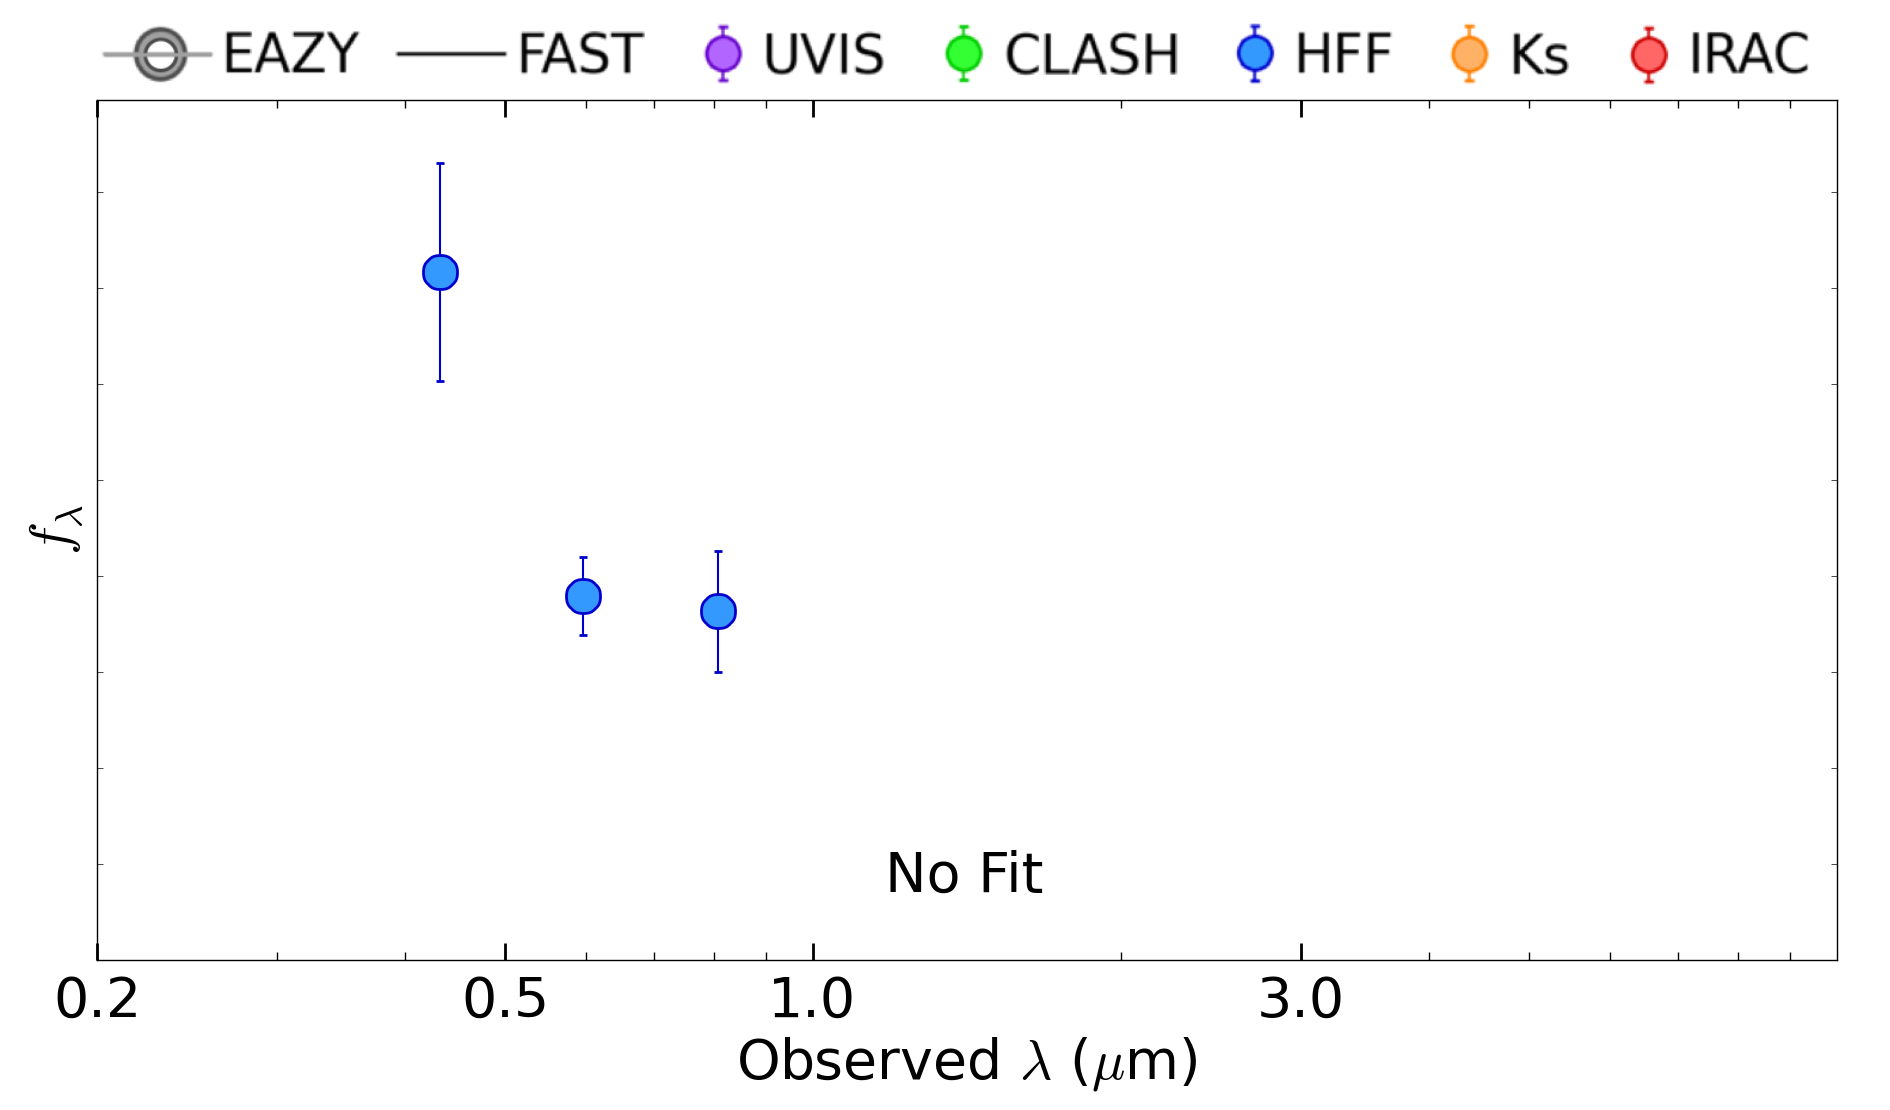 EAZY FAST UVIS CLASH HFF Ks IRAC
f_λ
No Fit
0.2 0.5 1.0 3.0
Observed λ (μm)